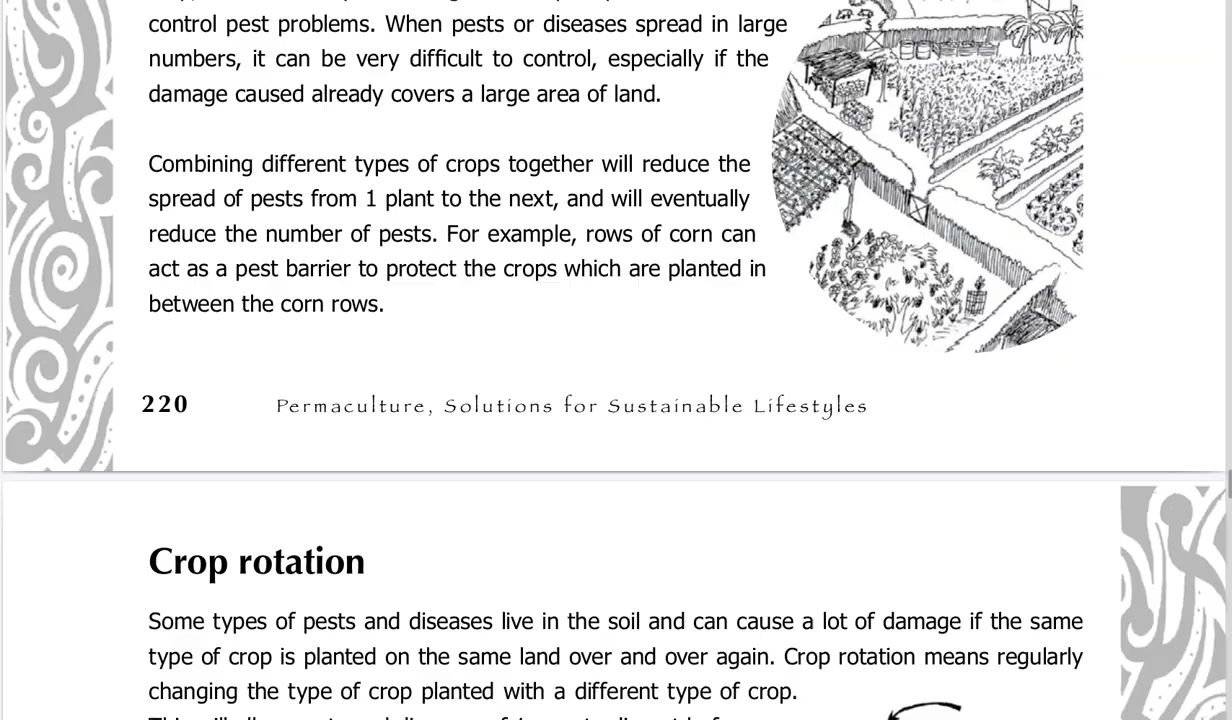 control pest problems. When pests or diseases spread in large
numbers, it can be very difficult to control, especially if the
damage caused already covers a large area of land.
Combining different types of crops together will reduce the
spread of pests from 1 plant to the next, and will eventually
reduce the number of pests. For example, rows of corn can
act as a pest barrier to protect the crops which are planted in
between the corn rows.
220 Permaculture, Solutions for Sustainable Lifestyles
Crop rotation
Some types of pests and diseases live in the soil and can cause a lot of damage if the same
type of crop is planted on the same land over and over again. Crop rotation means regularly
changing the type of crop planted with a different type of crop.